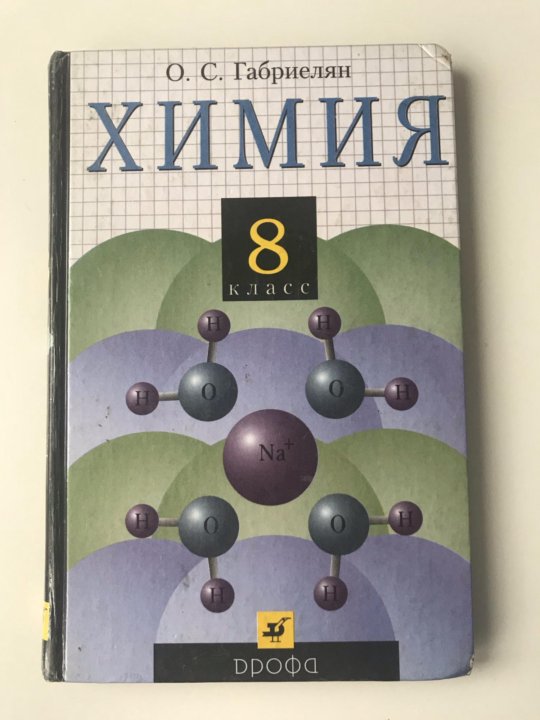 О. С. Габриелян
ХИМИЯ
8
класс
H H
H O O H
Na+
H O O H
H H
дрофа